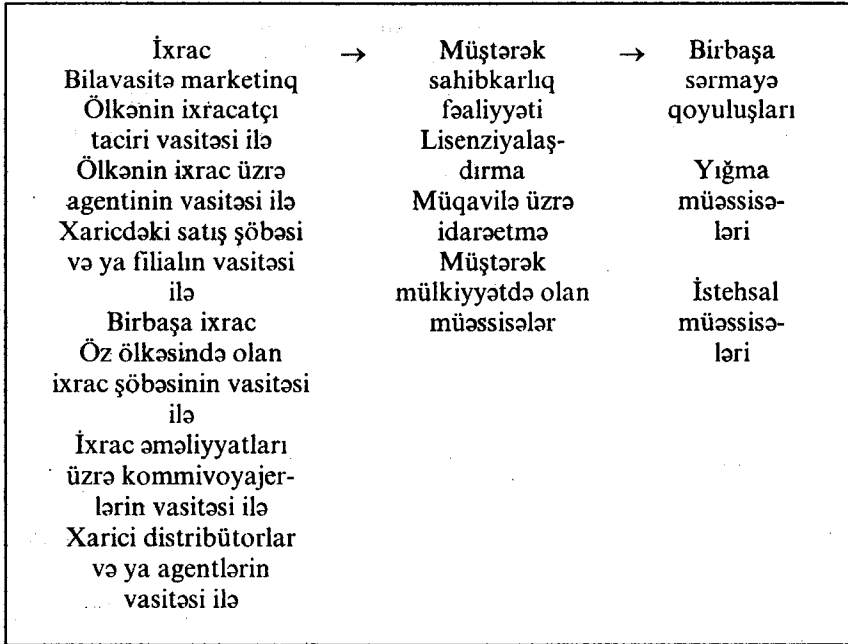 İxrac
Bilavasitə marketinq
Ölkənin ixracatçı
taciri vasitəsi ilə
Ölkənin ixrac üzrə
agentinin vasitəsi ilə
Xaricdəki satış şöbəsi
və ya filialın vasitəsi
ilə
Birbaşa ixrac
Öz ölkəsində olan
ixrac şöbəsinin vasitəsi
ilə
İxrac əməliyyatları
üzrə kommivoyajer-
lərin vasitəsi ilə
Xarici distribütorlar
və ya agentlərin
vasitəsi ilə
→
Müştərək
sahibkarlıq
fəaliyyəti
Lisenziyalaş-
dırma
Müqavilə üzrə
idarəetmə
Müştərək
mülkiyyətdə olan
müəssisələr
→
Birbaşa
sərmayə
qoyuluşları
Yığma
müəssisə-
ləri
İstehsal
müəssisə-
ləri